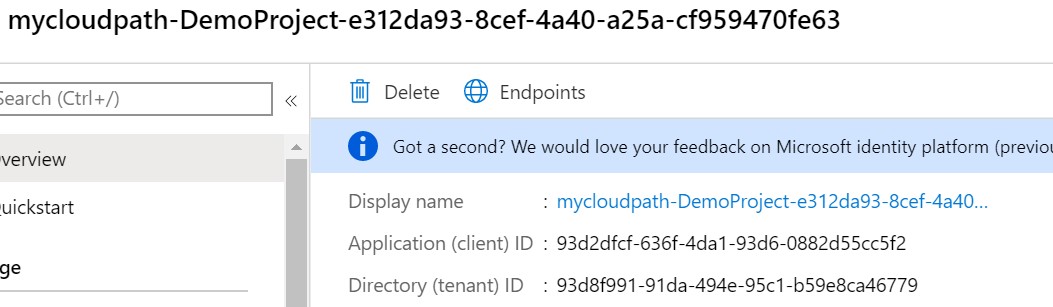 mycloudpath-DemoProject-e312da93-8cef-4a40-a25a-cf959470fe63
Search (Ctrl+/) «
Delete Endpoints
Got a second? We would love your feedback on Microsoft identity platform (previou
verview
uickstart
ge
Display name : mycloudpath-DemoProject-e312da93-8cef-4a40...
Application (client) ID : 93d2dfcf-636f-4da1-93d6-0882d55cc5f2
Directory (tenant) ID : 93d8f991-91da-494e-95c1-b59e8ca46779